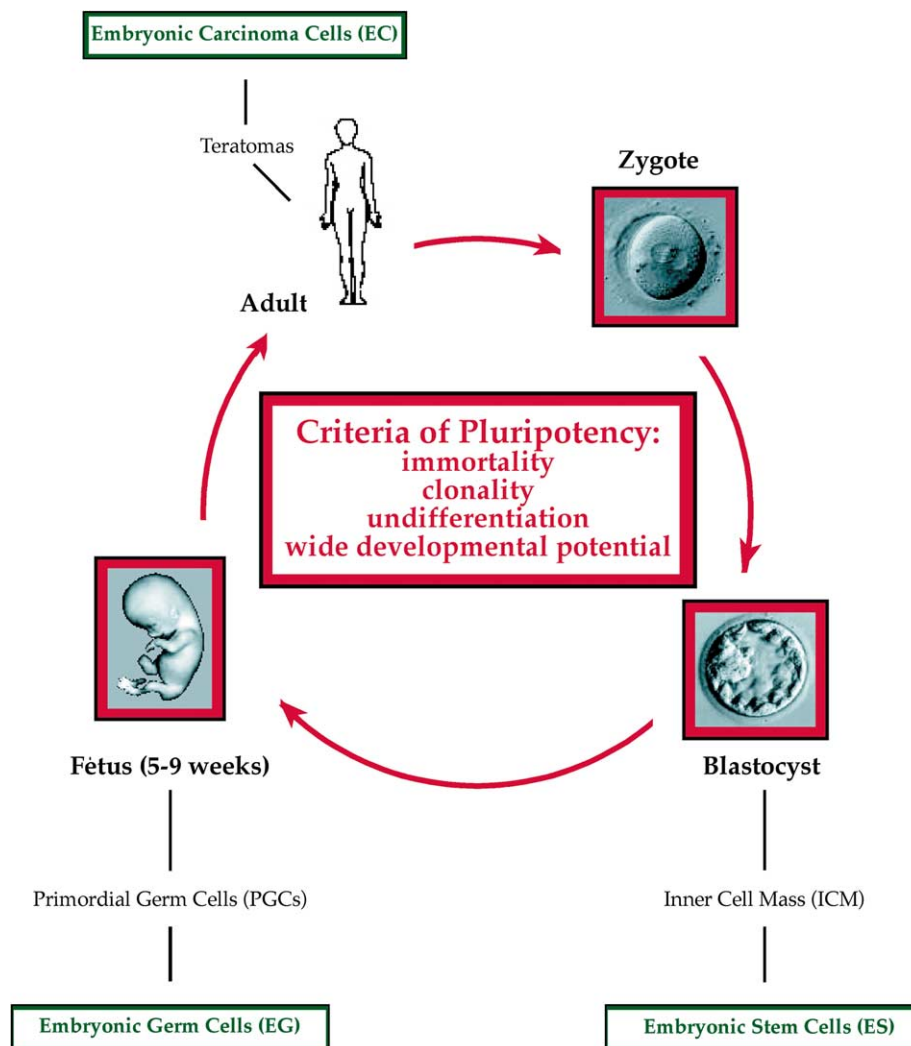 Embryonic Carcinoma Cells (EC)
Teratomas
Zygote
Adult
Criteria of Pluripotency:
immortality
clonality
undifferentiation
wide developmental potential
Fetus (5-9 weeks)
Blastocyst
Primordial Germ Cells (PGCs)
Inner Cell Mass (ICM)
Embryonic Germ Cells (EG)
Embryonic Stem Cells (ES)